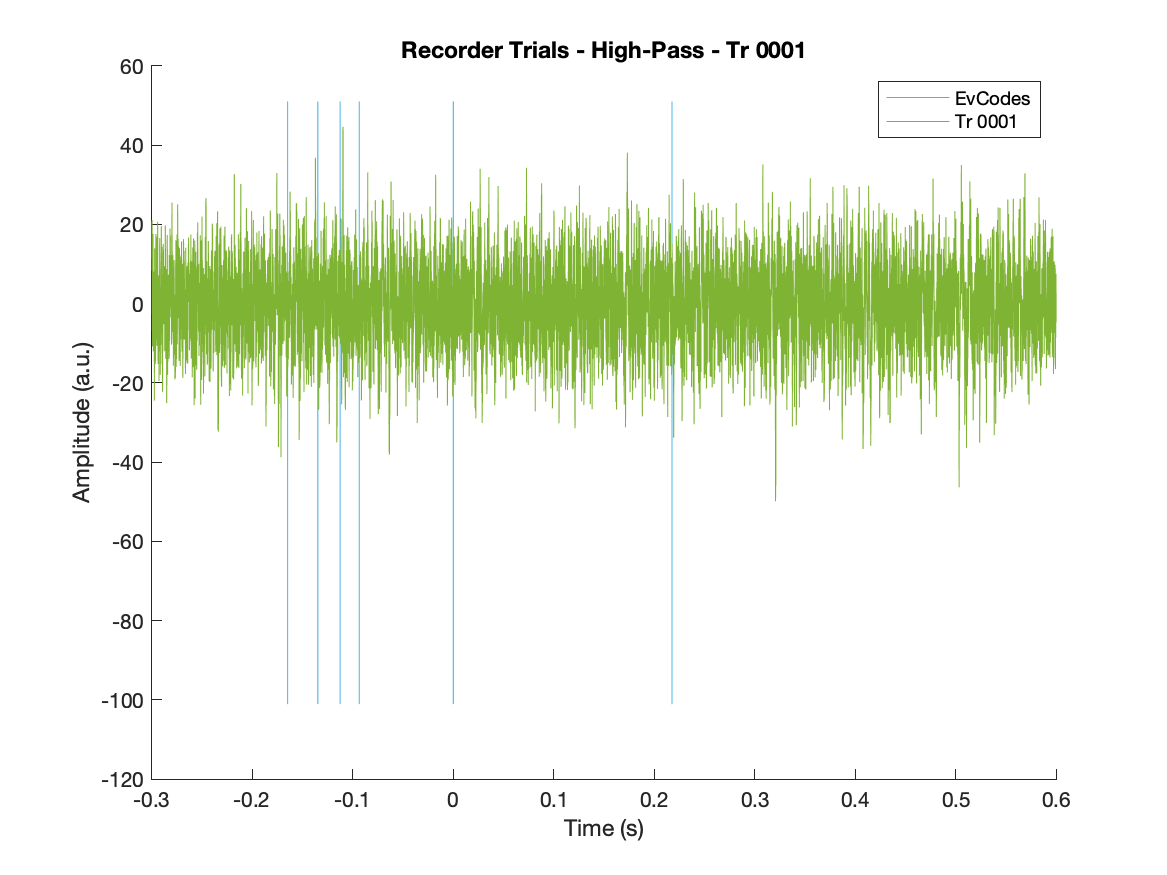 Recorder Trials - High-Pass - Tr 0001
EvCodes
Tr 0001
60
40
20
0
-20
-40
-60
-80
-100
-120
Amplitude (a.u.)
-0.3 -0.2 -0.1 0 0.1 0.2 0.3 0.4 0.5 0.6
Time (s)